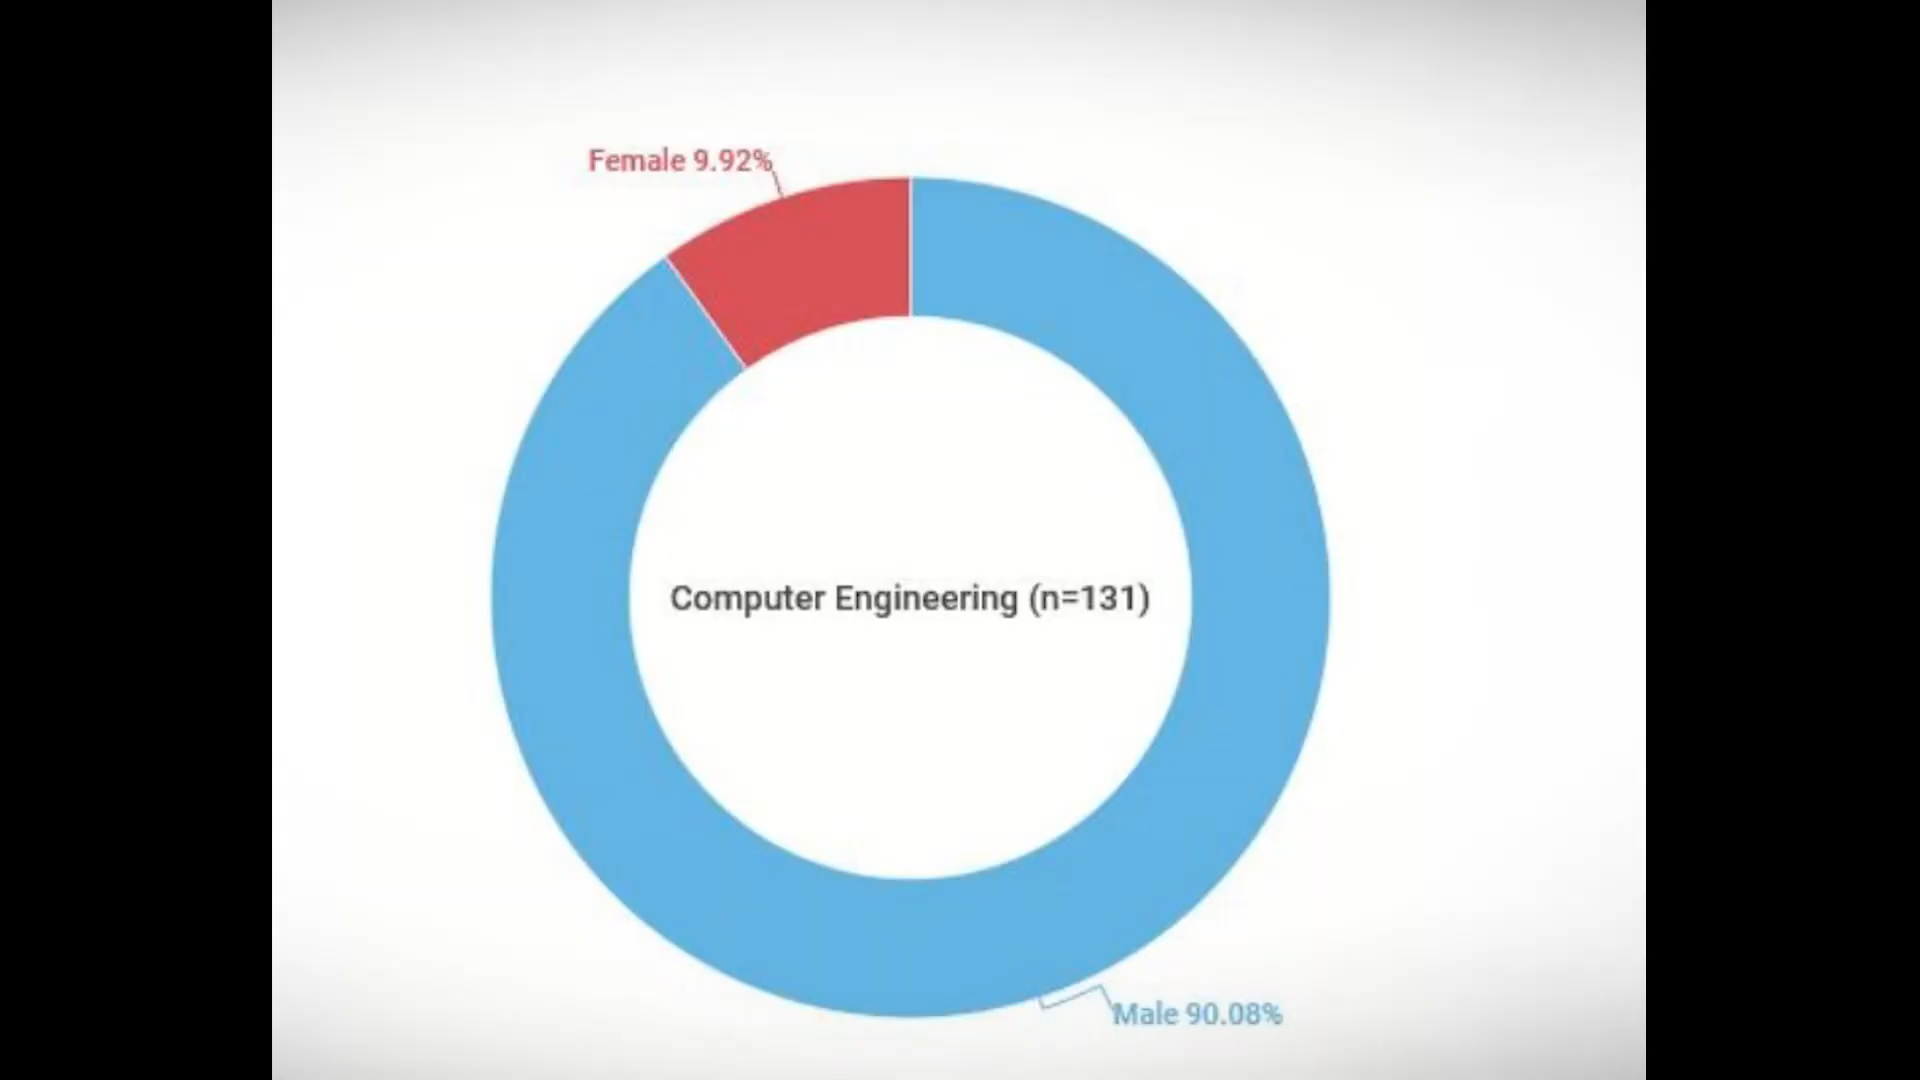 Female 9.92%
Computer Engineering (n=131)
Male 90.08%